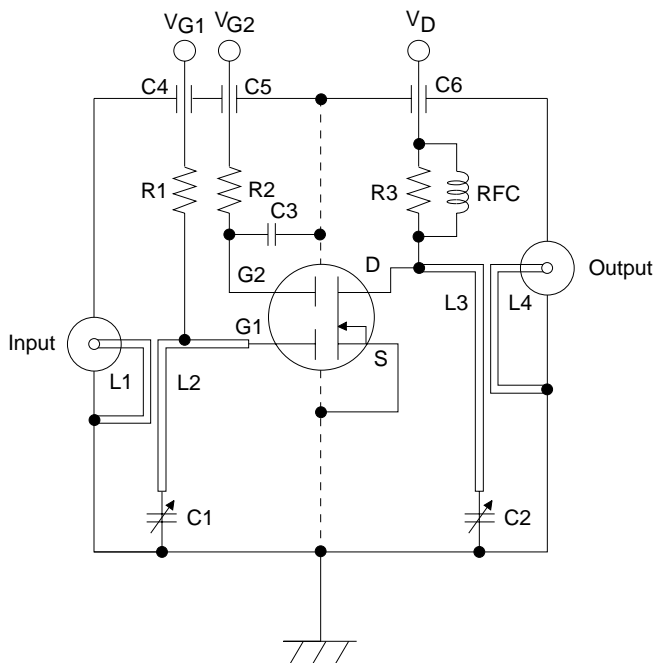 VG1
VG2
VD
C4
C5
C6
R1
R2
C3
R3
RFC
G2
D
Output
L3
L4
Input
G1
S
L1
L2
C1
C2